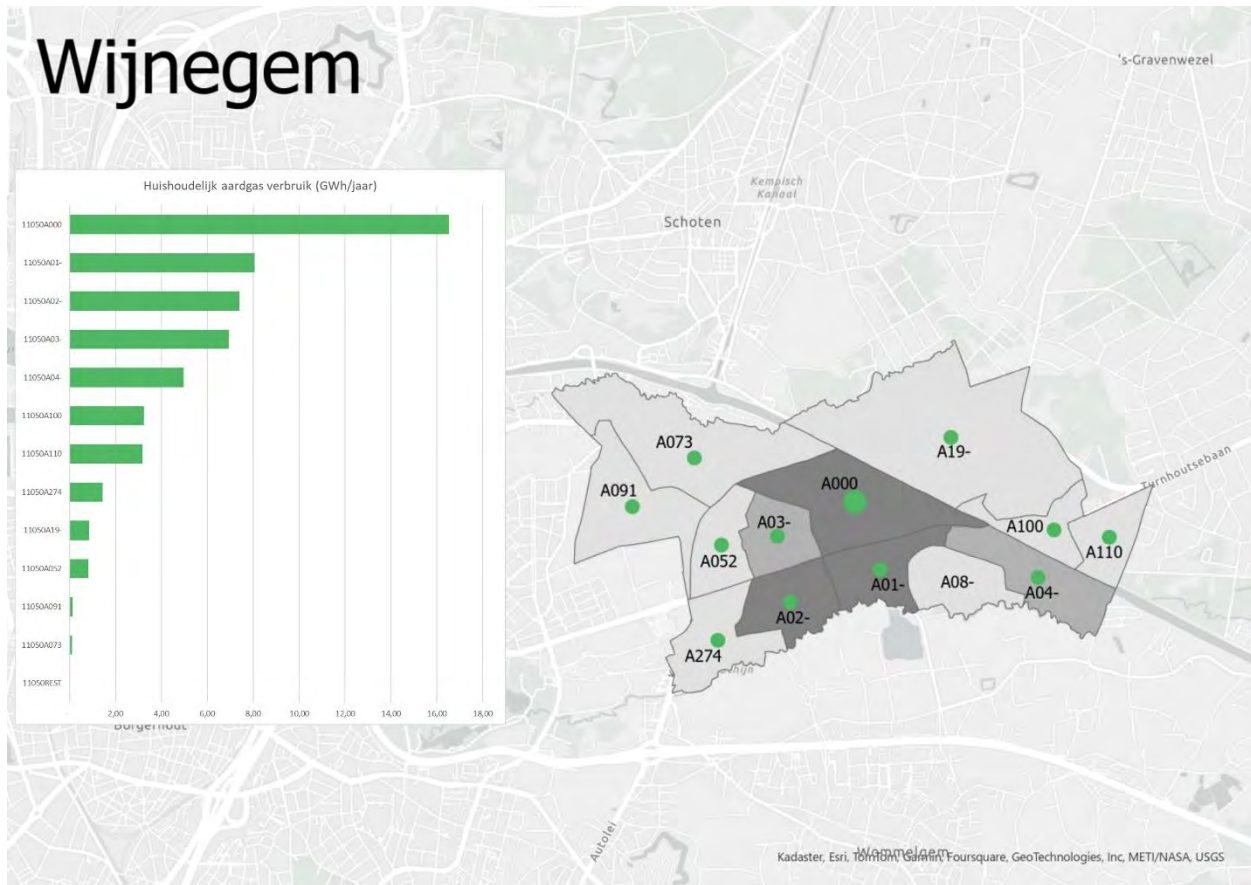 Wijnegem
's-Gravenwezel
Kempisch
Kanaal
Schoten
Huishoudelijk aardgas verbruik (GWh/jaar)
11050A000
11050A01-
11050A02-
11050A03-
11050A04-
11050A100
11050A110
11050A274
11050A19-
11050A052
11050A091
11050A073
11050REST
2,00 4,00 6,00 8,00 10,00 12,00 14,00 16,00 18,00
A073
A19-
Turnhoutsebaan
A091
A000
A03-
A100
A052
A110
A01-
A08-
A04-
A02-
A274
Borgerhout
Autolei
Wommelgem
Kadaster, Esri, TomTom, Garmin, Foursquare, GeoTechnologies, Inc, METI/NASA, USGS